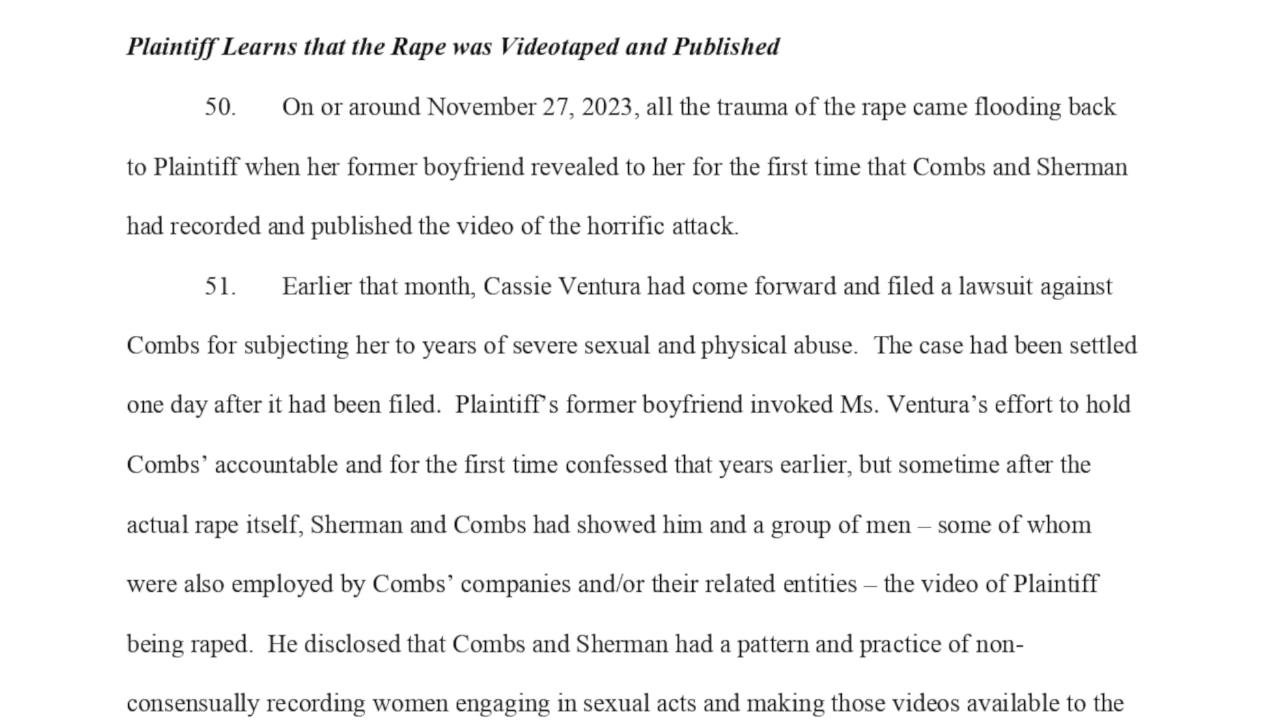 Plaintiff Learns that the Rape was Videotaped and Published
50. On or around November 27, 2023, all the trauma of the rape came flooding back
to Plaintiff when her former boyfriend revealed to her for the first time that Combs and Sherman
had recorded and published the video of the horrific attack.
51. Earlier that month, Cassie Ventura had come forward and filed a lawsuit against
Combs for subjecting her to years of severe sexual and physical abuse.  The case had been settled
one day after it had been filed.  Plaintiff’s former boyfriend invoked Ms. Ventura’s effort to hold
Combs’ accountable and for the first time confessed that years earlier, but sometime after the
actual rape itself, Sherman and Combs had showed him and a group of men – some of whom
were also employed by Combs’ companies and/or their related entities – the video of Plaintiff
being raped.  He disclosed that Combs and Sherman had a pattern and practice of non-
consensually recording women engaging in sexual acts and making those videos available to the